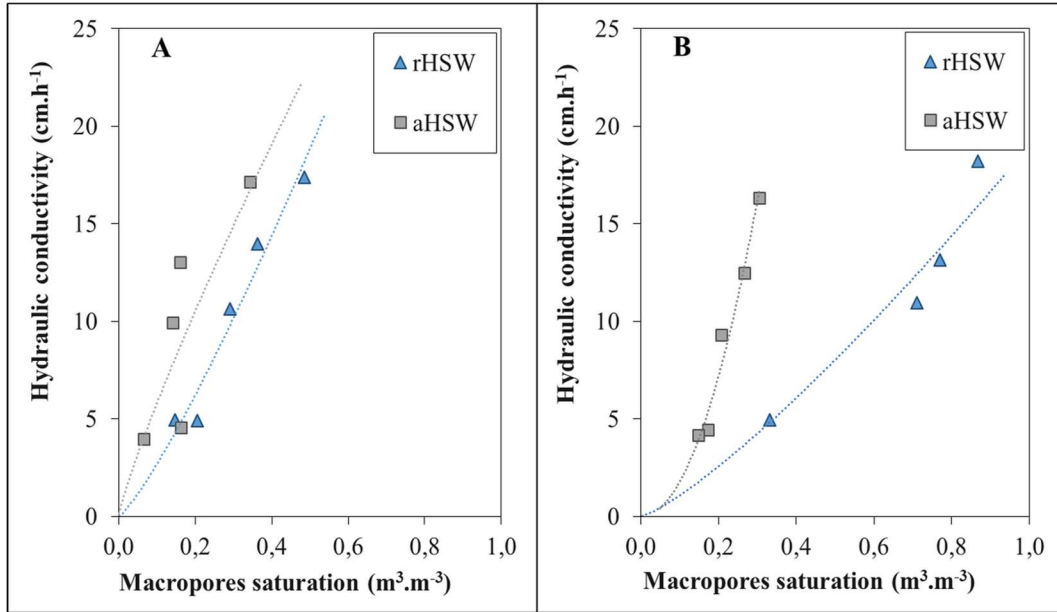 A
rHSW
aHSW
25
20
15
10
5
0
0,0 0,2 0,4 0,6 0,8 1,0
Hydraulic conductivity (cm.h⁻¹)
Macropores saturation (m³.m⁻³)
B
rHSW
aHSW
25
20
15
10
5
0
0,0 0,2 0,4 0,6 0,8 1,0
Hydraulic conductivity (cm.h⁻¹)
Macropores saturation (m³.m⁻³)